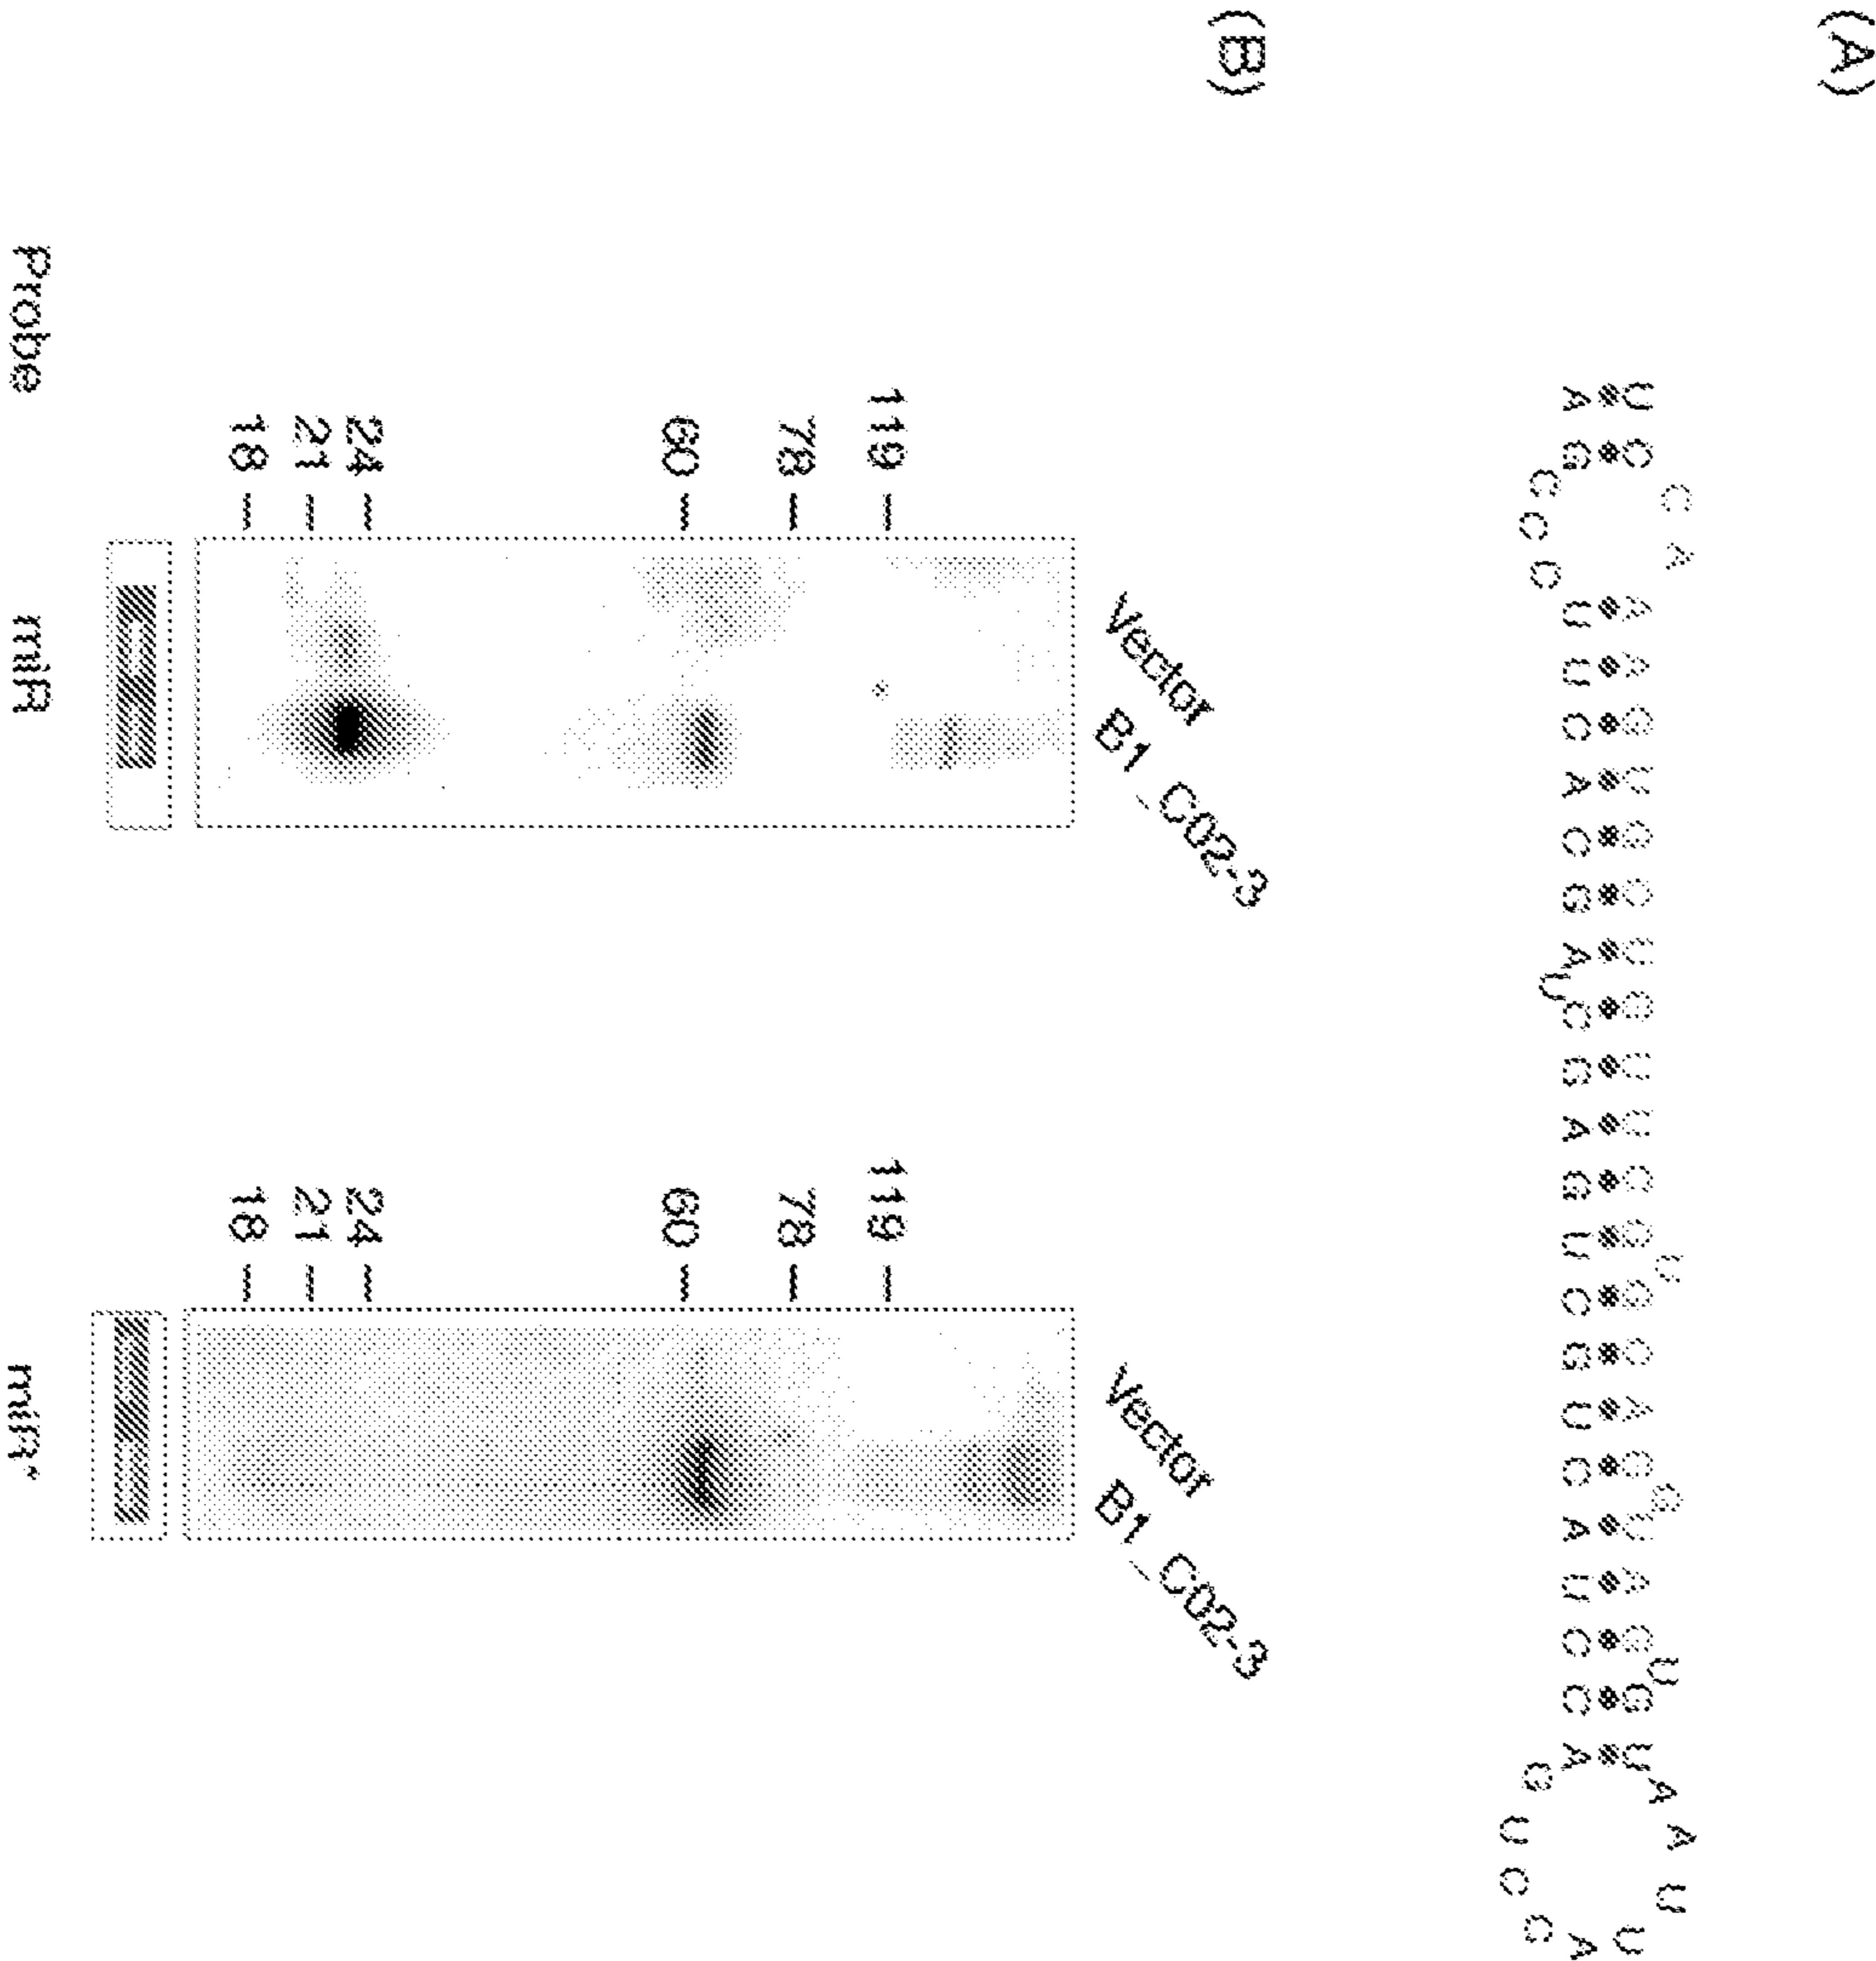 (A)
C A U U A A U
U C A A G U G C U G U U C G C A G U A G G U U
A G U U C A C G A C G A G U C G U C A U C C A A
C C U G
U C
(B)
Vector B1_C02-3 Vector B1_C02-3
119 119
78 78
60 60
24 24
21 21
18 18
Probe miR miR*